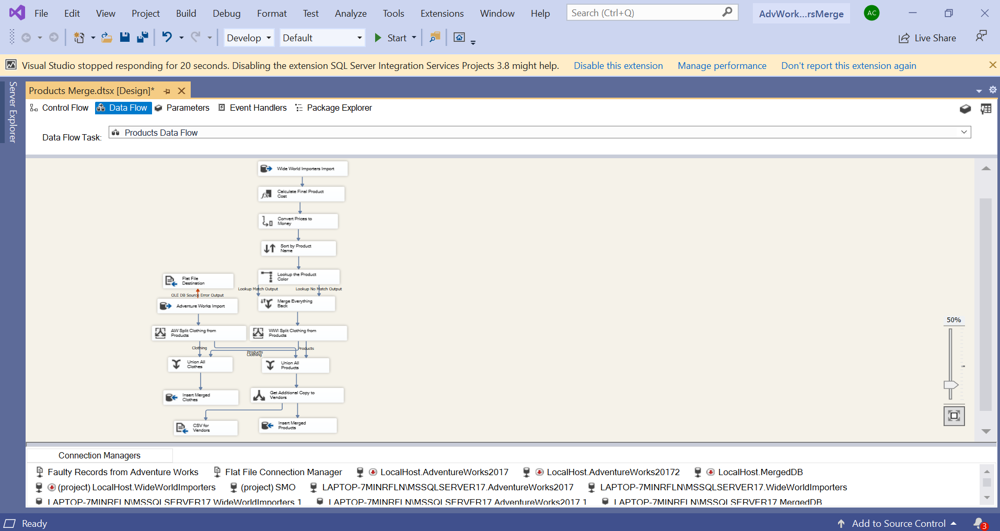 File Edit View Project Build Debug Format Test Analyze Tools Extensions Window Help Search (Ctrl+Q) AdvWork...rsMerge AC
Develop Default Start Live Share
Visual Studio stopped responding for 20 seconds. Disabling the extension SQL Server Integration Services Projects 3.8 might help. Disable this extension Manage performance Don't report this extension again
Server Explorer
Products Merge.dtsx [Design]*
Control Flow Data Flow Parameters Event Handlers Package Explorer
Data Flow Task: Products Data Flow
Wide World Importers Import
Calculate Final Product
Cost
Convert Prices to
Money
Sort by Product
Name
Lookup the Product
Color
Lookup Match Output Lookup No Match Output
Flat File
Destination
OLE DB Source Error Output
Adventure Works Import
Merge Everything
Back
AW Split Clothing from
Products
WWI Split Clothing from
Products
Clothing
Products
Products
Clothing
Union All
Clothes
Union All
Products
Insert Merged
Clothes
Get Additional Copy to
Vendors
CSV for
Vendors
Insert Merged
Products
50%
Connection Managers
Faulty Records from Adventure Works Flat File Connection Manager LocalHost.AdventureWorks2017 LocalHost.AdventureWorks20172 LocalHost.MergedDB
(project) LocalHost.WideWorldImporters (project) SMO LAPTOP-7MINRFLN\MSSQLSERVER17.AdventureWorks2017 LAPTOP-7MINRFLN\MSSQLSERVER17.WideWorldImporters
LAPTOP-7MINRFLN\MSSQLSERVER17.WideWorldImporters 1 LAPTOP-7MINRFLN\MSSQLSERVER17.AdventureWorks2017 1 LAPTOP-7MINRFLN\MSSQLSERVER17.MergedDB
Ready Add to Source Control 3